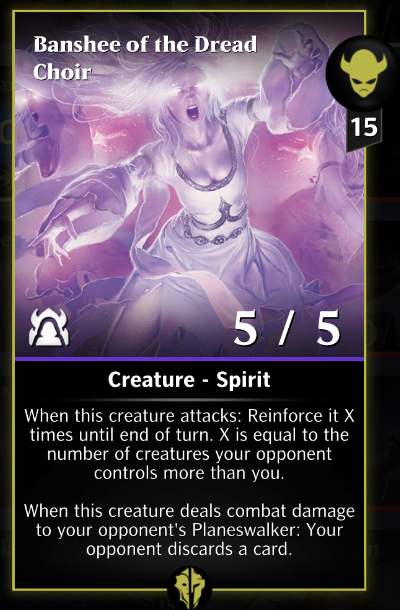 Banshee of the Dread
Choir
15
5 / 5
Creature - Spirit
When this creature attacks: Reinforce it X
times until end of turn. X is equal to the
number of creatures your opponent
controls more than you.
When this creature deals combat damage
to your opponent's Planeswalker: Your
opponent discards a card.